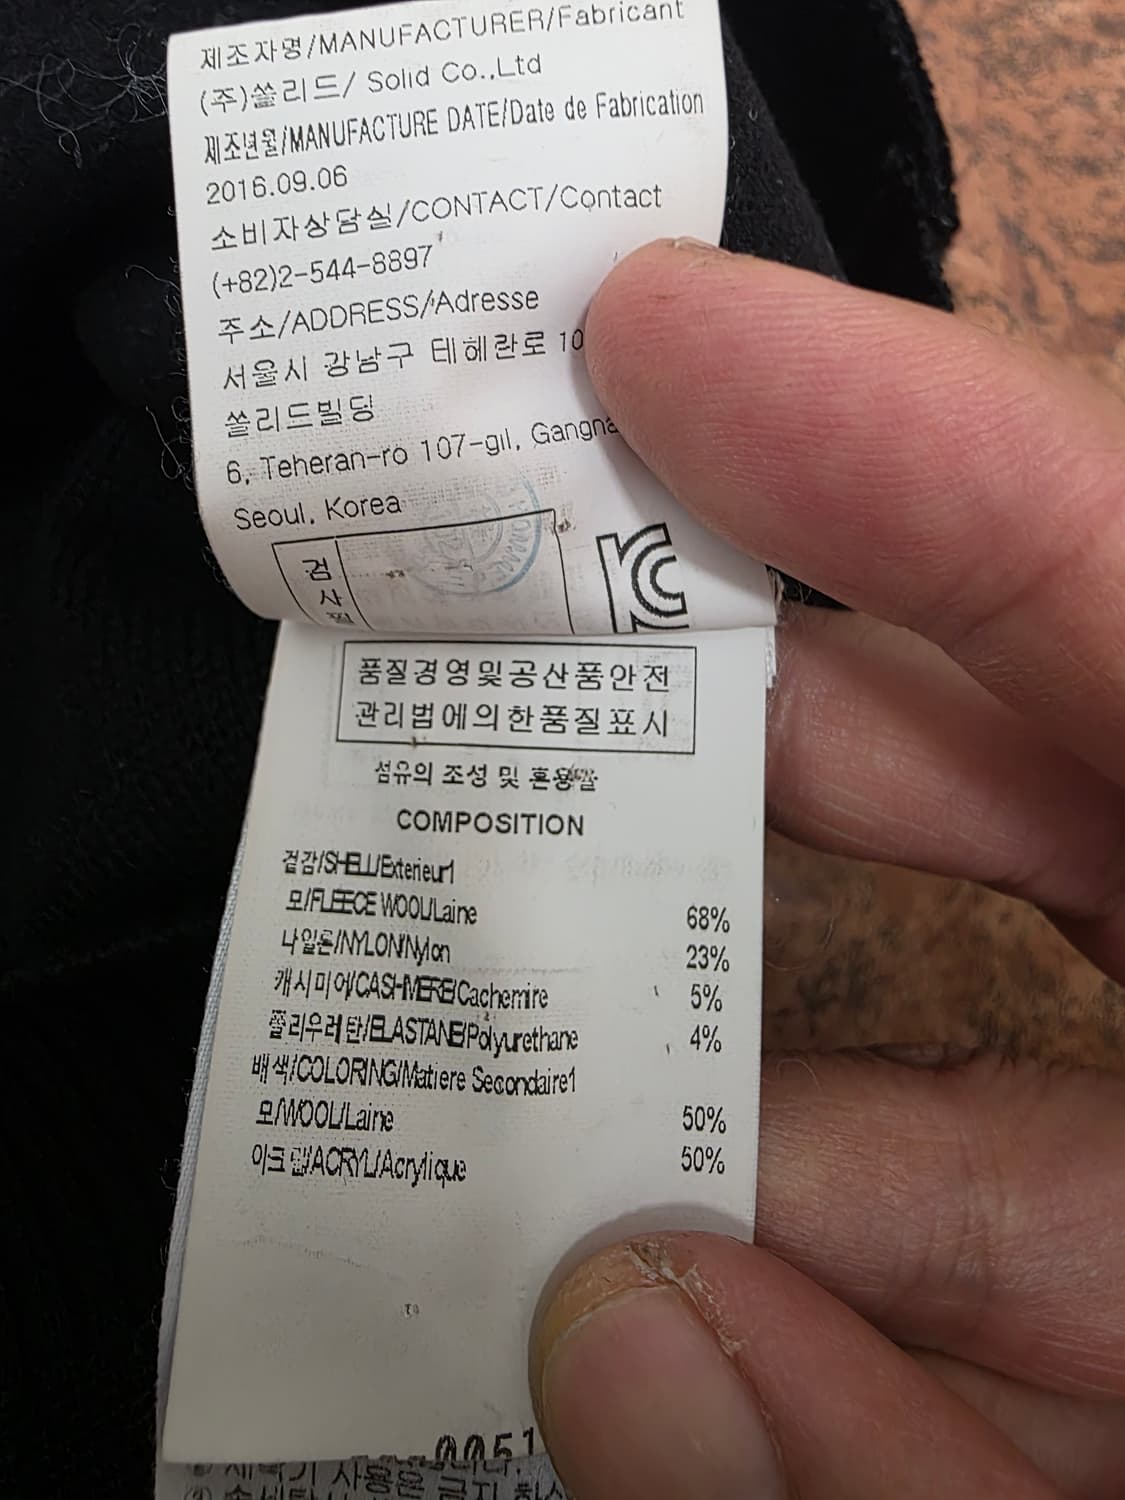 제조자명/MANUFACTURER/Fabricant
(주)쏠리드/ Solid Co.,Ltd
제조년월/MANUFACTURE DATE/Date de Fabrication
2016.09.06
소비자상담실/CONTACT/Contact
(+82)2-544-8897
주소/ADDRESS/Adresse
서울시 강남구 테헤란로
쏠리드빌딩
6, Teheran-ro 107-gil,
Seoul, Korea
검
사
KC
품질경영및공산품안전
관리법에의한품질표시
섬유의 조성 및 혼용율
COMPOSITION
겉감/SHELL/Exterieur1
모/FLEECE WOOL/Laine 68%
나일론/NYLON/Nylon 23%
캐시미어/CASHMERE/Cachemire 5%
폴리우레탄/ELASTANE/Polyurethane 4%
배색/COLORING/Matiere Secondaire1
모/WOOL/Laine 50%
아크릴/ACRYL/Acrylique 50%
0051
사용은 금지